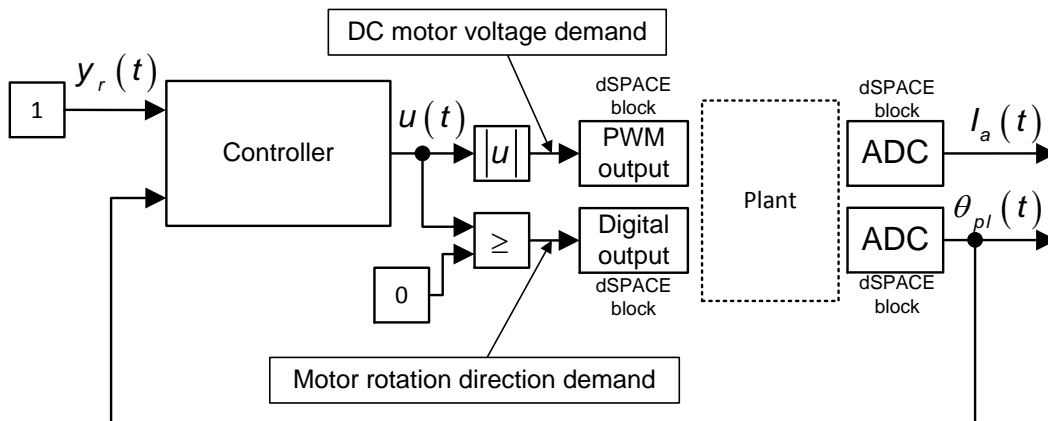 DC motor voltage demand
y_r(t)
1
Controller
u(t)
|u|
dSPACE
block
PWM
output
Plant
dSPACE
block
ADC
I_a(t)
≥
0
Digital
output
dSPACE
block
ADC
dSPACE
block
θ_pl(t)
Motor rotation direction demand